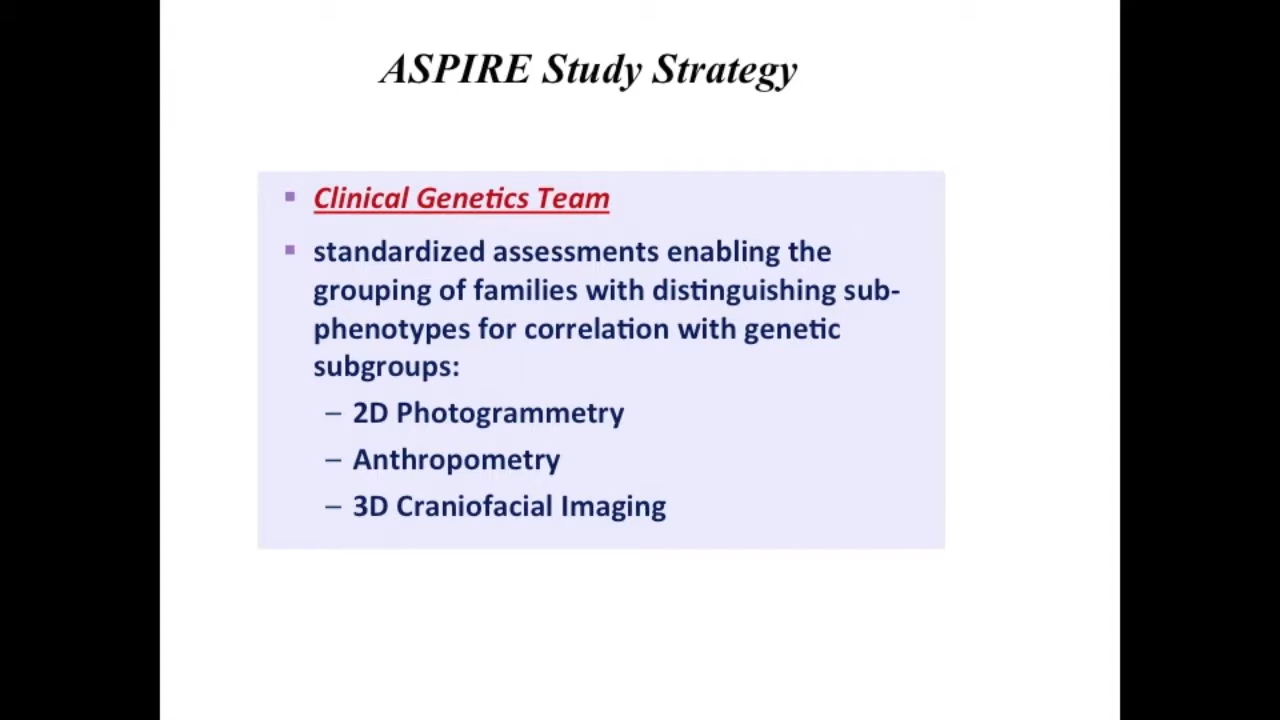 ASPIRE Study Strategy
▪ Clinical Genetics Team
▪ standardized assessments enabling the
grouping of families with distinguishing sub-
phenotypes for correlation with genetic
subgroups:
– 2D Photogrammetry
– Anthropometry
– 3D Craniofacial Imaging